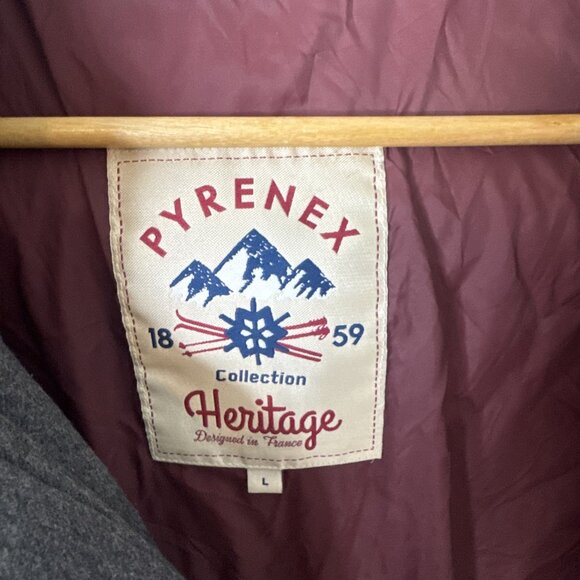 PYRENEX
18 59
Collection
Heritage
Designed in France
L